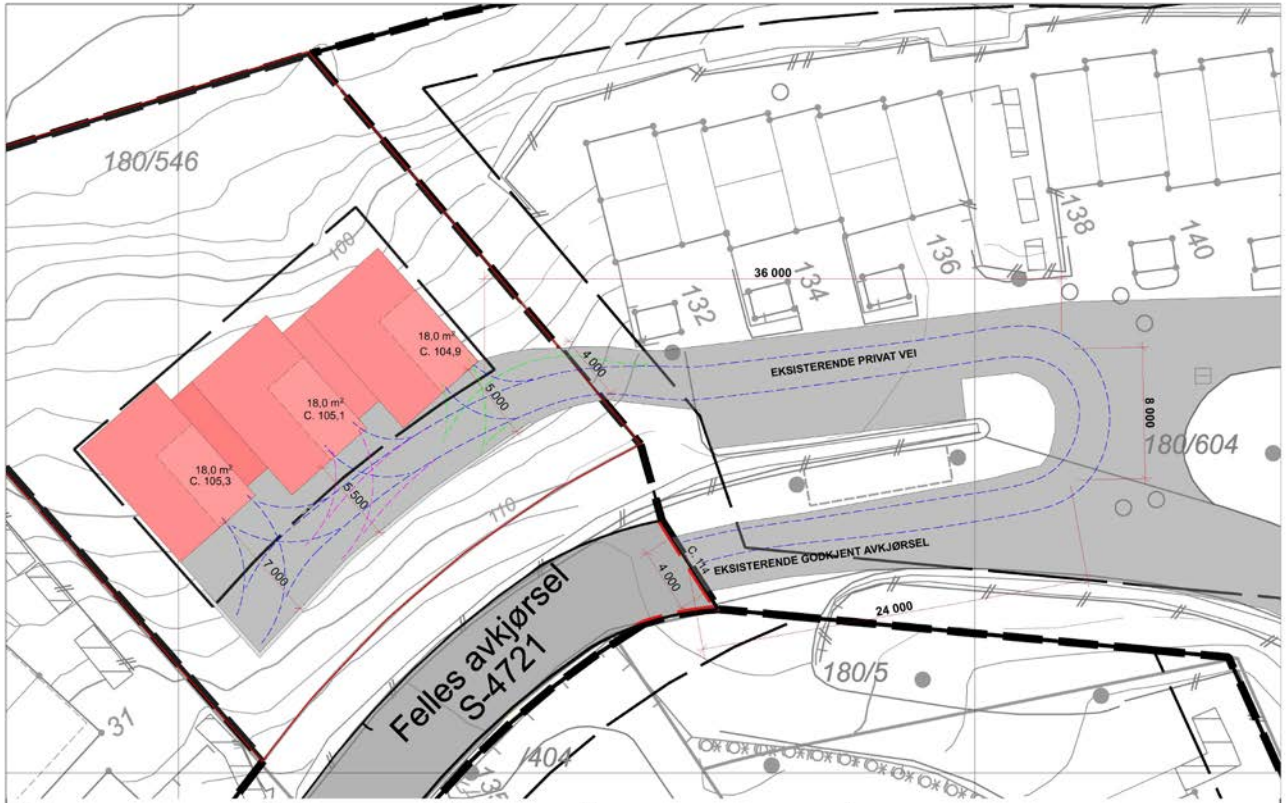 180/546
100
138
140
136
36 000
134
132
18,0 m²
C. 104,9
4 000
EKSISTERENDE PRIVAT VEI
5 000
18,0 m²
C. 105,1
8 000
180/604
18,0 m²
C. 105,3
5 500
110
C. 114
EKSISTERENDE GODKJENT AVKJØRSEL
7 000
4 000
24 000
Felles avkjørsel
S-4721
180/5
31
/404
135